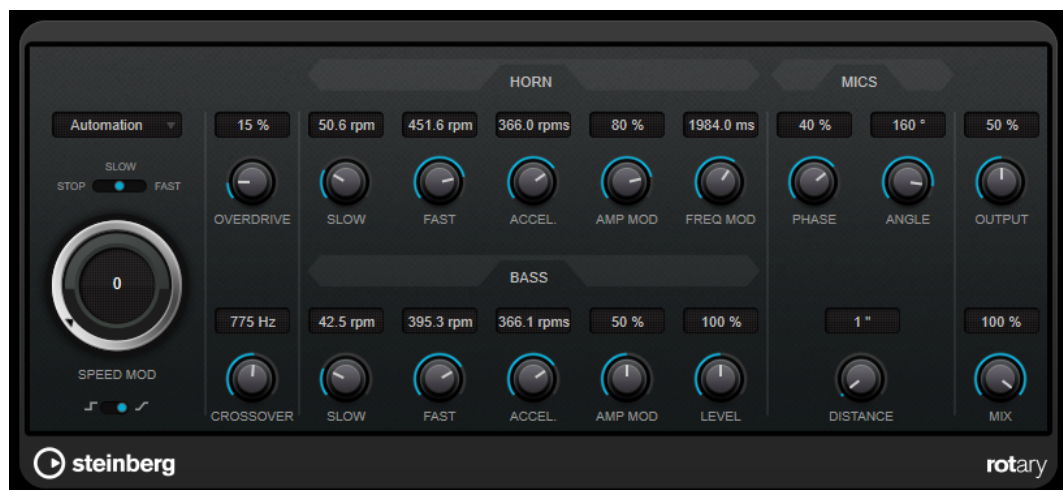 HORN MICS
Automation 15 % 50.6 rpm 451.6 rpm 366.0 rpms 80 % 1984.0 ms 40 % 160 ° 50 %
SLOW
STOP FAST
OVERDRIVE SLOW FAST ACCEL. AMP MOD FREQ MOD PHASE ANGLE OUTPUT
BASS
0
775 Hz 42.5 rpm 395.3 rpm 366.1 rpms 50 % 100 % 1 " 100 %
SPEED MOD
CROSSOVER SLOW FAST ACCEL. AMP MOD LEVEL DISTANCE MIX
steinberg rotary